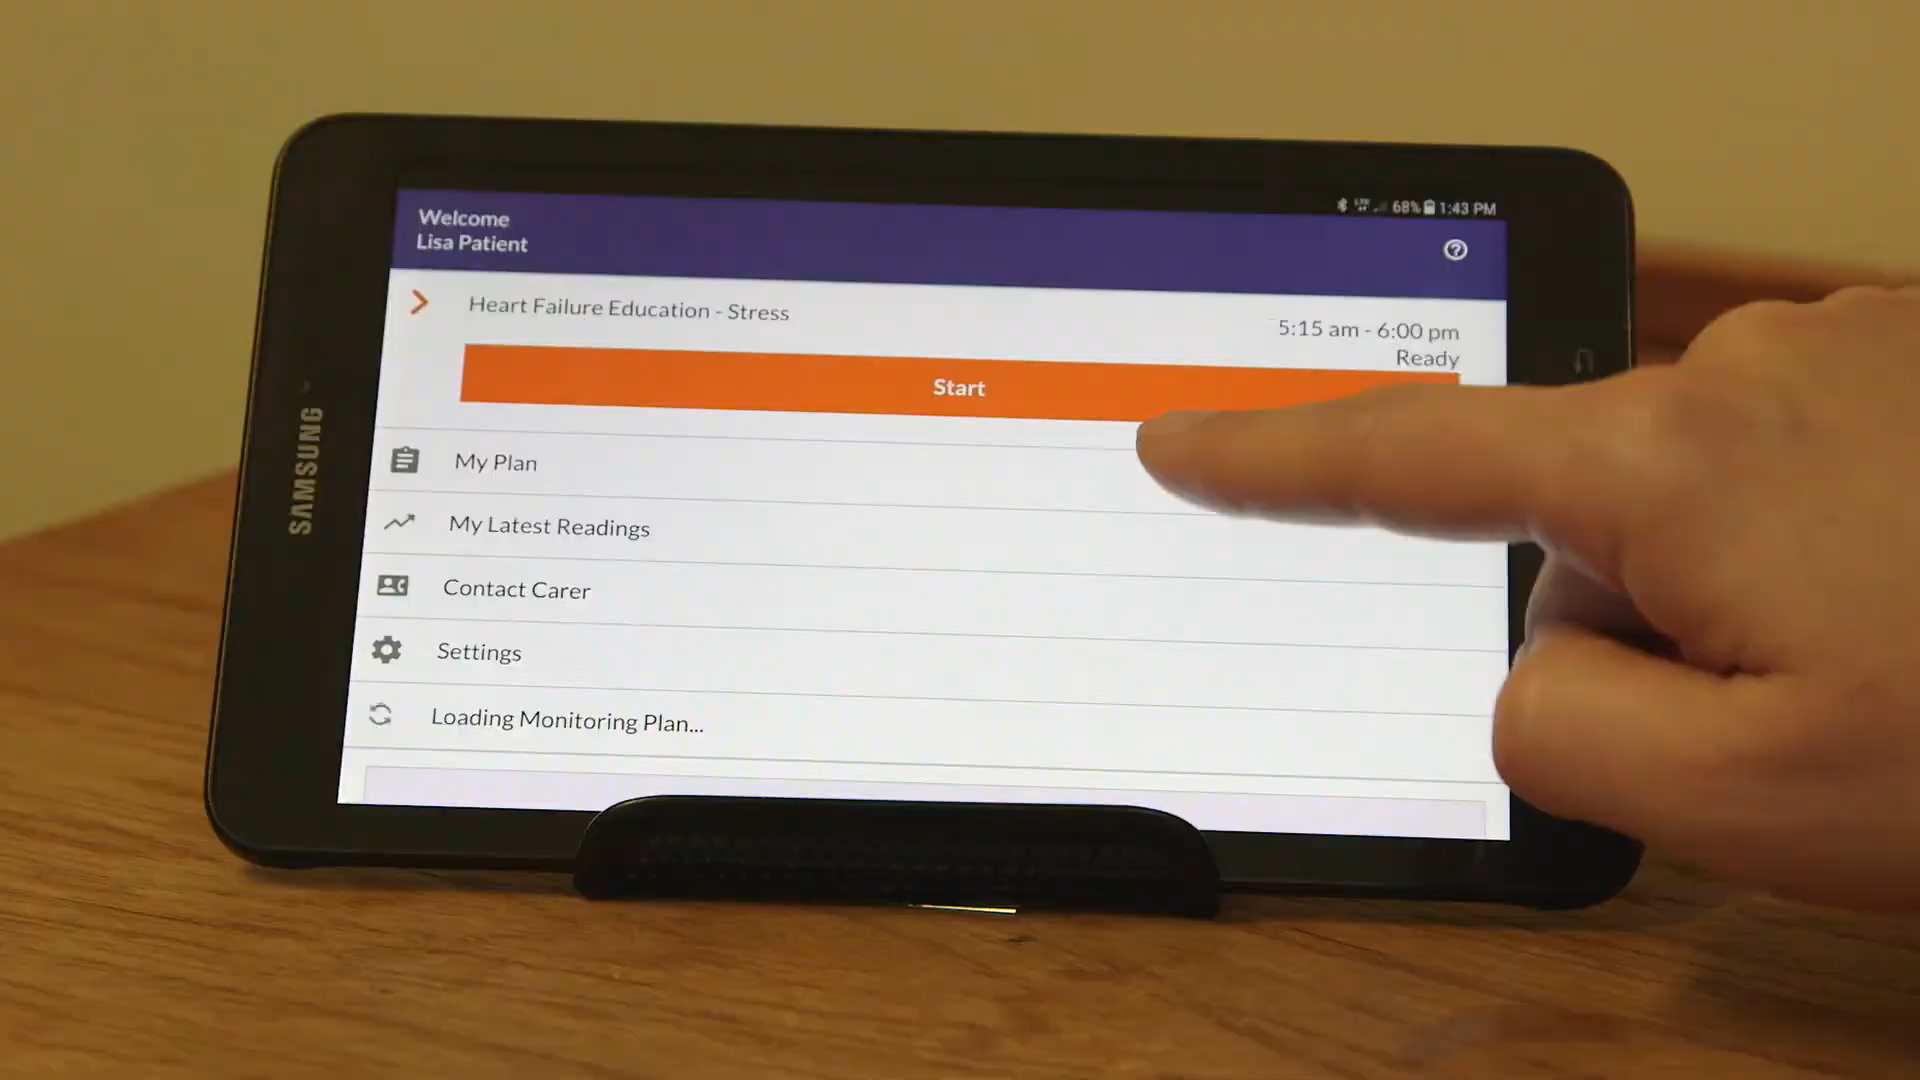 68% 1:43 PM
Welcome
Lisa Patient
Heart Failure Education - Stress
5:15 am - 6:00 pm
Ready
Start
My Plan
My Latest Readings
Contact Carer
Settings
Loading Monitoring Plan...
SAMSUNG